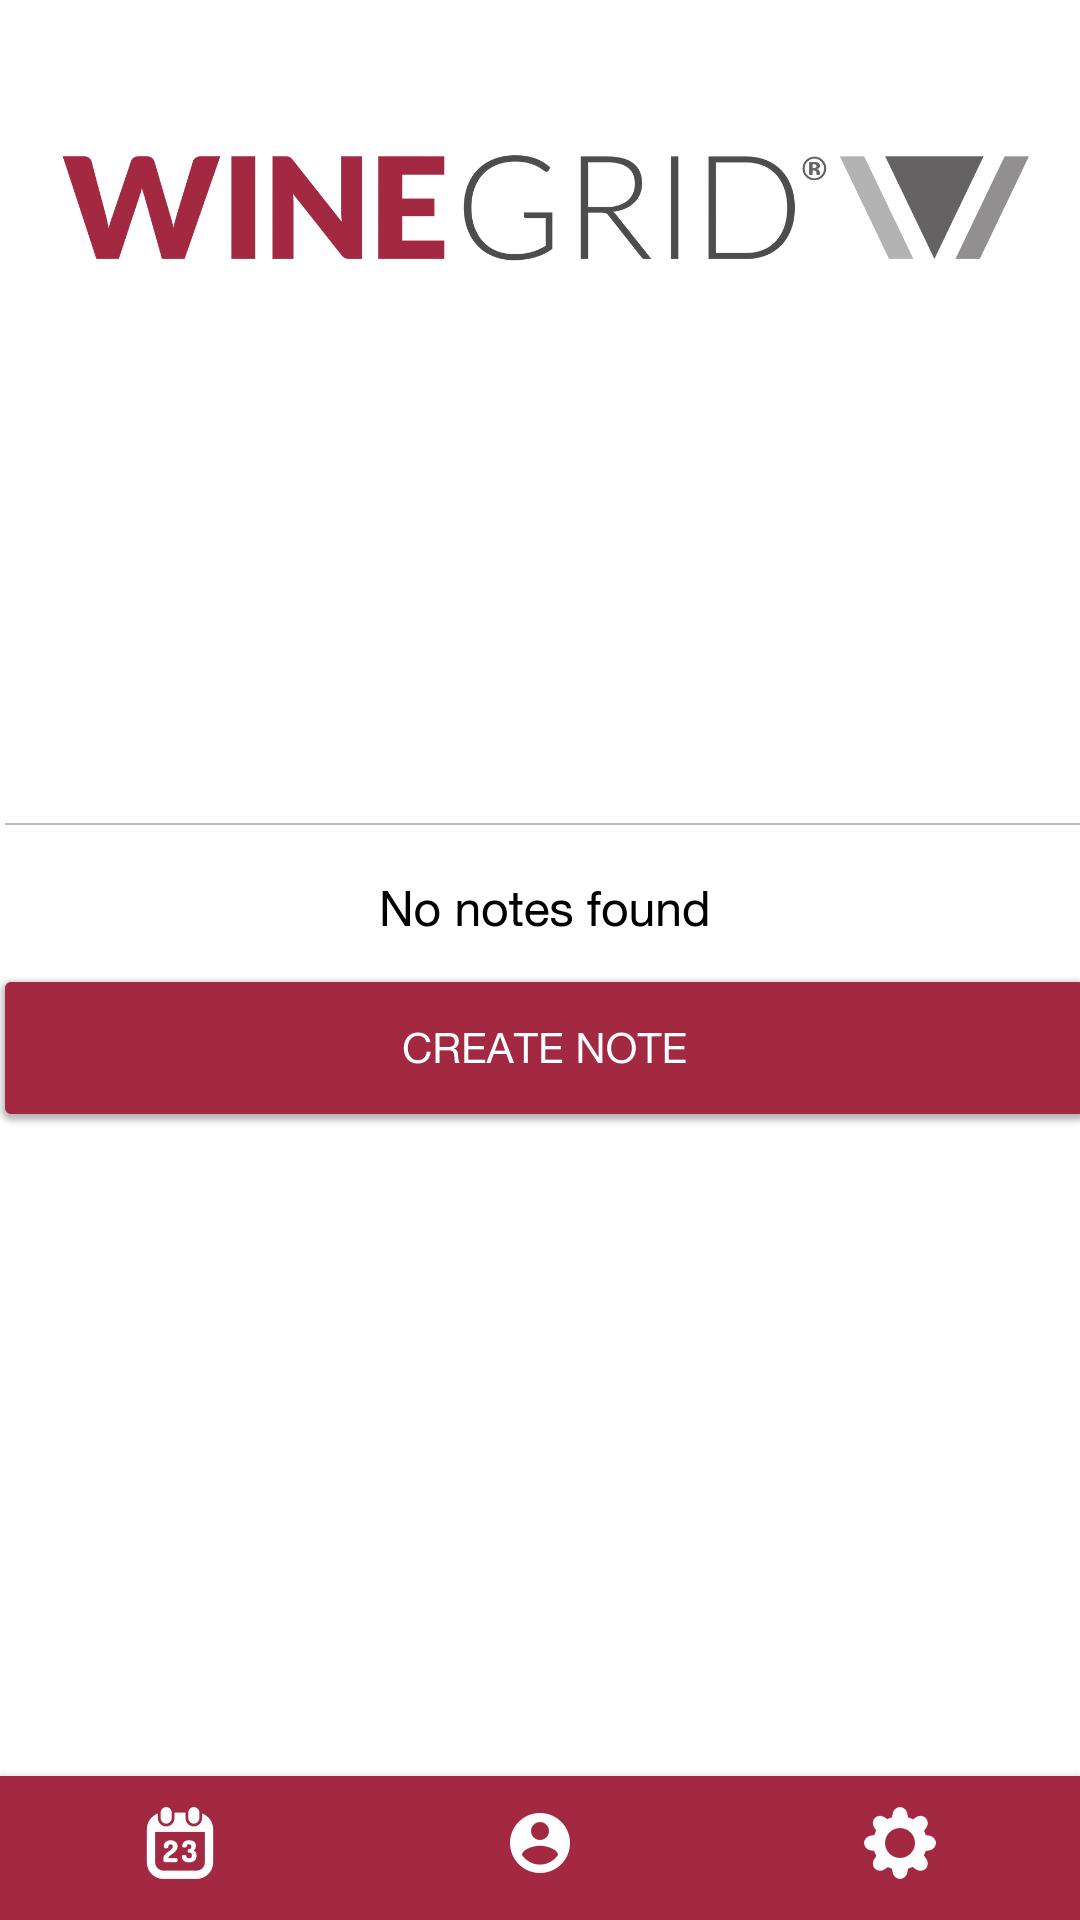 WINEGRID®
No notes found
CREATE NOTE
23